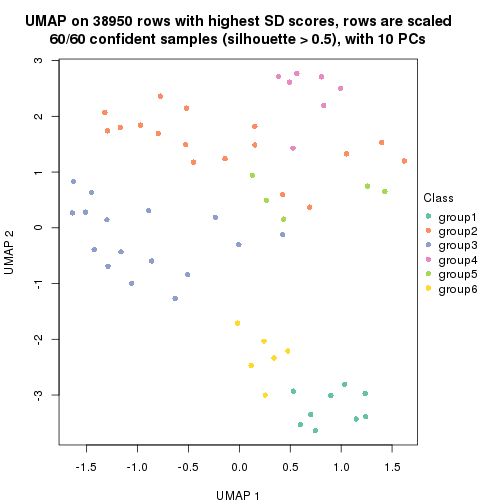 UMAP on 38950 rows with highest SD scores, rows are scaled
60/60 confident samples (silhouette > 0.5), with 10 PCs
3
2
1
0
-1
-2
-3
UMAP 2
-1.5
-1.0
-0.5
0.0
0.5
1.0
1.5
UMAP 1
Class
group1
group2
group3
group4
group5
group6